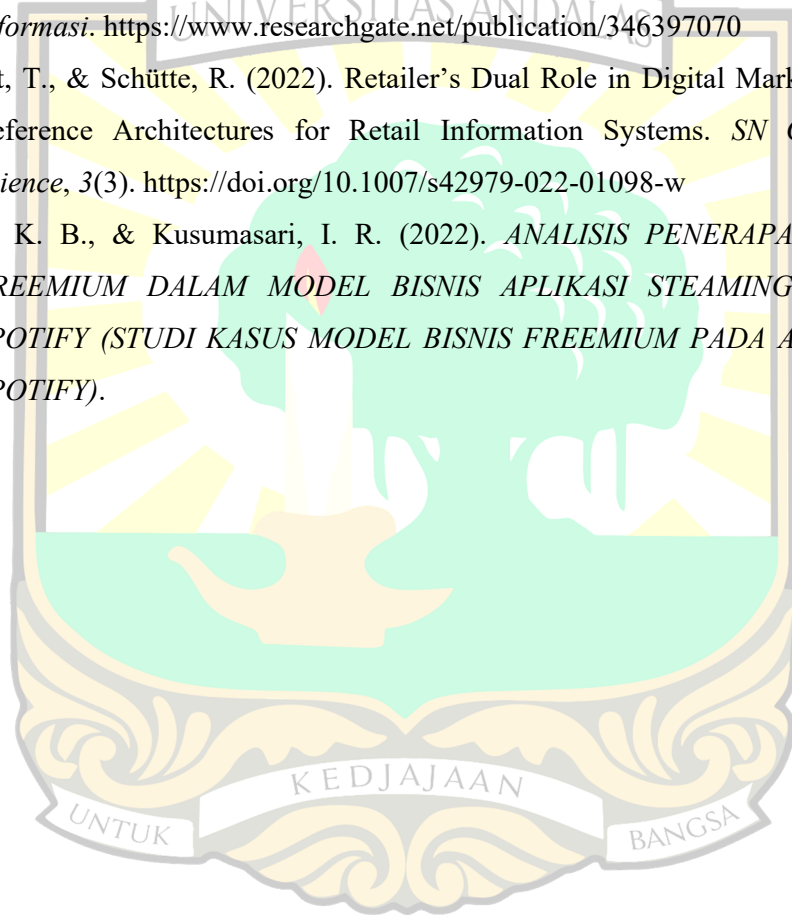 formasi. https://www.researchgate.net/publication/346397070
UNIVERSITAS ANDALAS
t, T., & Schütte, R. (2022). Retailer's Dual Role in Digital Mark
eference Architectures for Retail Information Systems. SN
ience, 3(3). https://doi.org/10.1007/s42979-022-01098-w
K. B., & Kusumasari, I. R. (2022). ANALISIS PENERAPA
REEMIUM DALAM MODEL BISNIS APLIKASI STEAMING
POTIFY (STUDI KASUS MODEL BISNIS FREEMIUM PADA A
POTIFY).
KEDJAJAAN
UNTUK
BANGSA